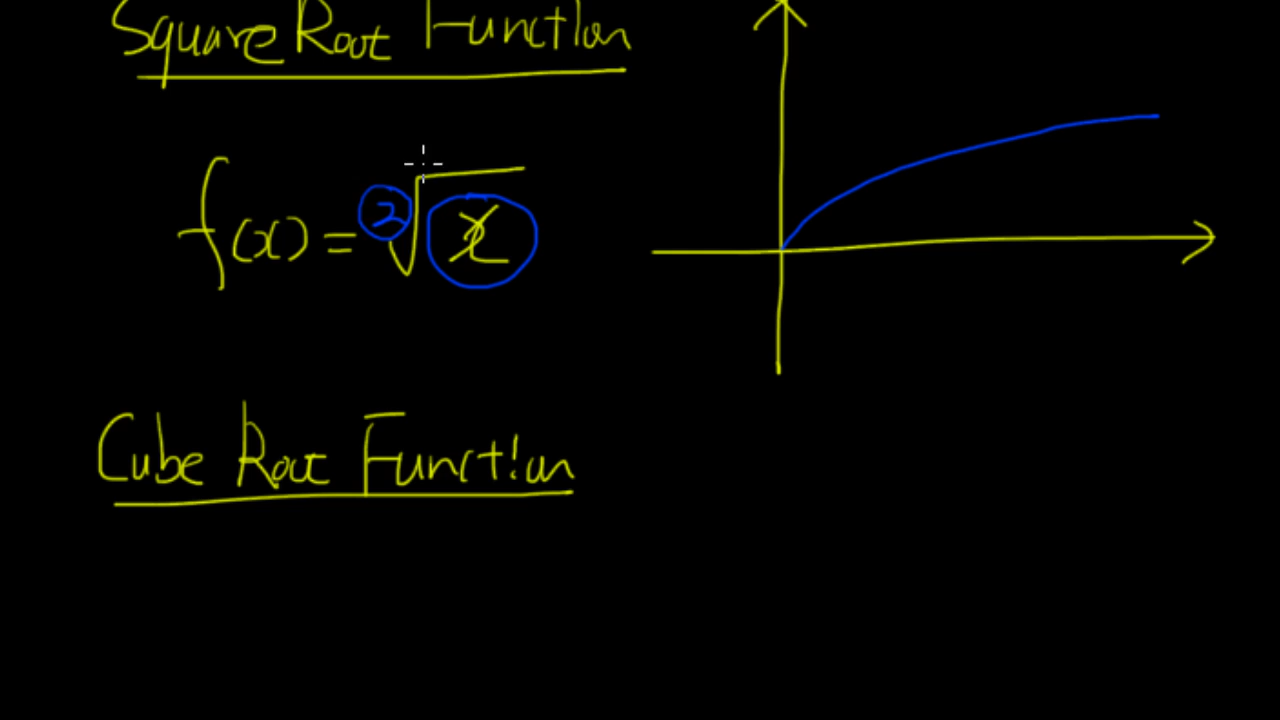 Square Root Function
f(x) = ²√x
Cube Root Function